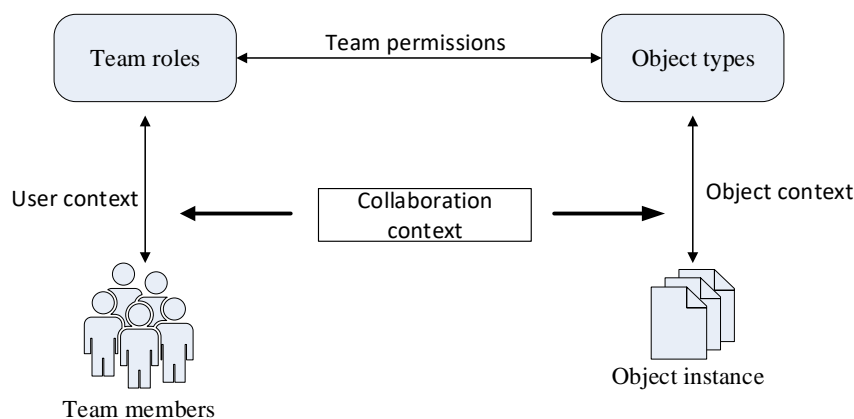 Team roles
Team permissions
Object types
User context
Collaboration
context
Object context
Team members
Object instance